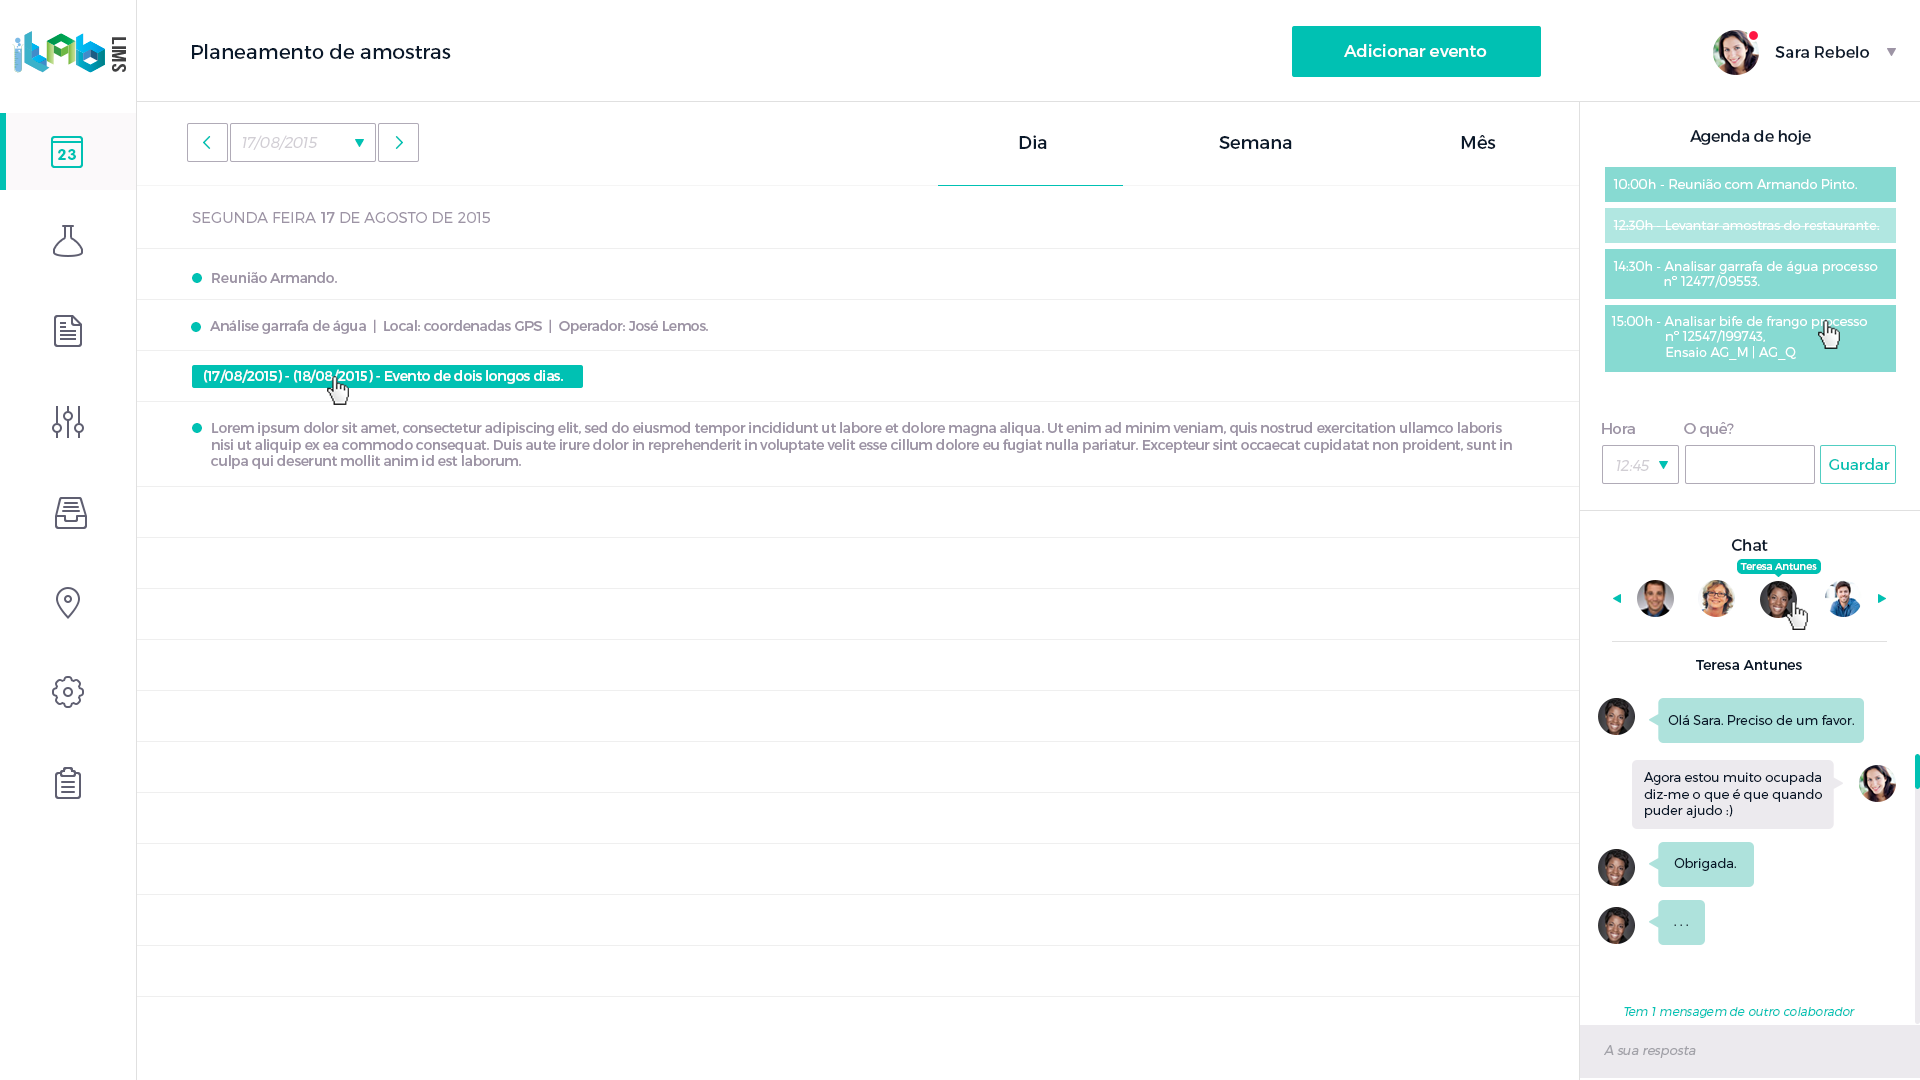 iLAB LIMS
Planeamento de amostras
Adicionar evento
Sara Rebelo
23
17/08/2015
Dia
Semana
Mês
SEGUNDA FEIRA 17 DE AGOSTO DE 2015
Reunião Armando.
Análise garrafa de água | Local: coordenadas GPS | Operador: José Lemos.
(17/08/2015) - (18/08/2015) - Evento de dois longos dias.
Lorem ipsum dolor sit amet, consectetur adipiscing elit, sed do eiusmod tempor incididunt ut labore et dolore magna aliqua. Ut enim ad minim veniam, quis nostrud exercitation ullamco laboris
nisi ut aliquip ex ea commodo consequat. Duis aute irure dolor in reprehenderit in voluptate velit esse cillum dolore eu fugiat nulla pariatur. Excepteur sint occaecat cupidatat non proident, sunt in
culpa qui deserunt mollit anim id est laborum.
Agenda de hoje
10:00h - Reunião com Armando Pinto.
12:30h - Levantar amostras do restaurante.
14:30h - Analisar garrafa de água processo
nº 12477/09553.
15:00h - Analisar bife de frango processo
nº 12547/199743,
Ensaio AG_M | AG_Q
Hora
O quê?
12:45
Guardar
Chat
Teresa Antunes
Teresa Antunes
Olá Sara. Preciso de um favor.
Agora estou muito ocupada
diz-me o que é que quando
puder ajudo :)
Obrigada.
. . .
Tem 1 mensagem de outro colaborador
A sua resposta